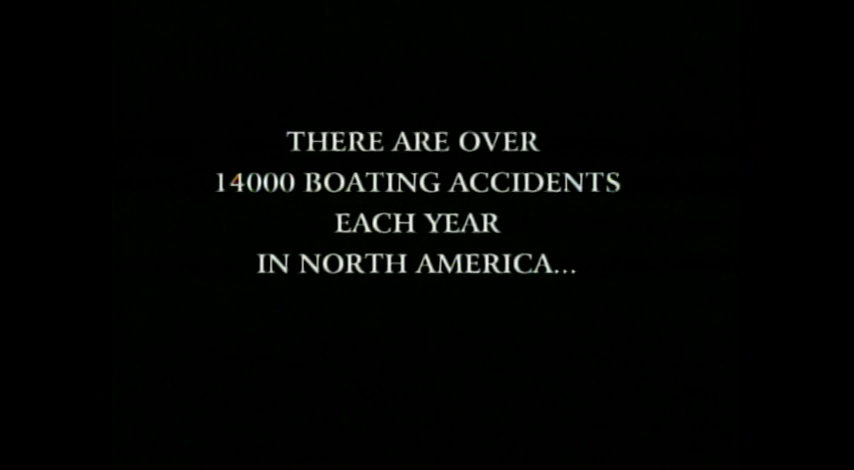 THERE ARE OVER
14000 BOATING ACCIDENTS
EACH YEAR
IN NORTH AMERICA...